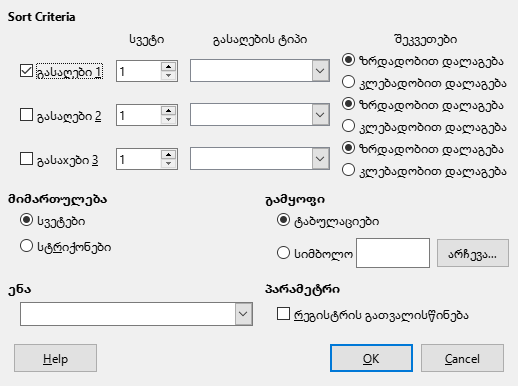 Sort Criteria
სვეტი გასაღების ტიპი შეკვეთები
გასაღები 1 1 ზრდადობით დალაგება
კლებადობით დალაგება
გასაღები 2 1 ზრდადობით დალაგება
კლებადობით დალაგება
გასახები 3 1 ზრდადობით დალაგება
კლებადობით დალაგება
მიმართულება გამყოფი
სვეტები ტაბულაციები
სტრიქონები სიმბოლო არჩევა...
ენა პარამეტრი
რეგისტრის გათვალისწინება
Help OK Cancel